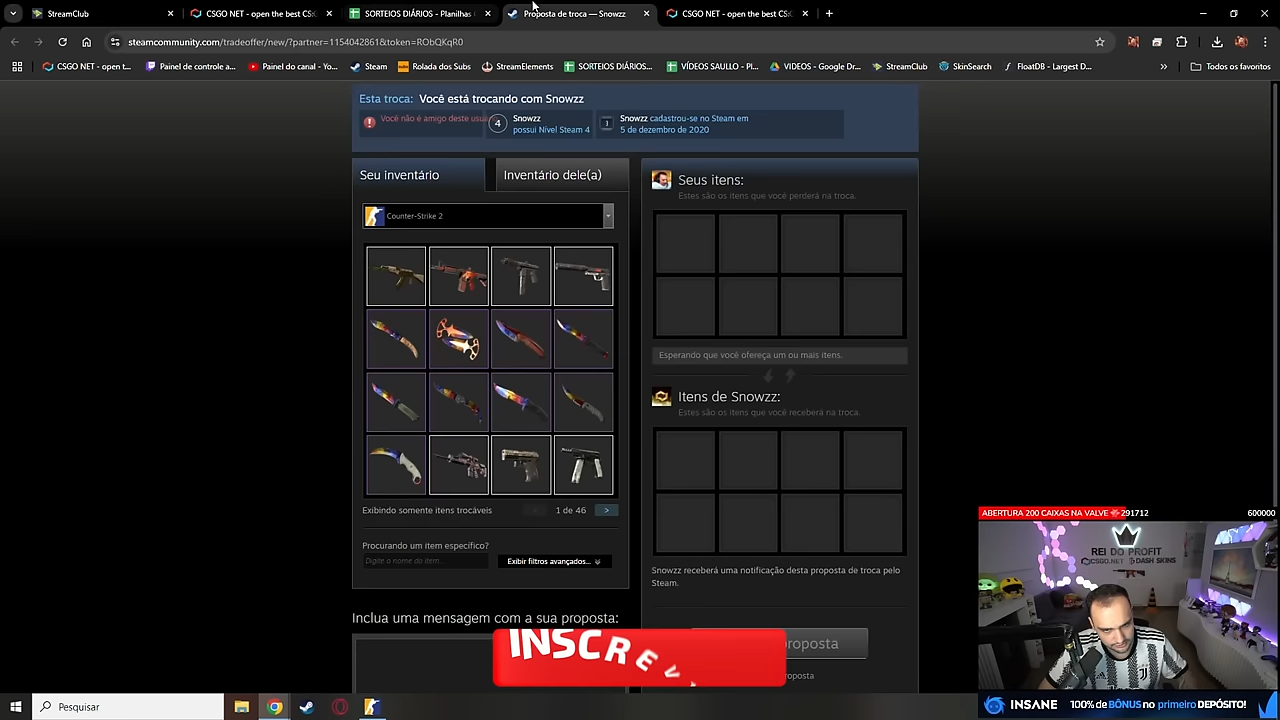 StreamClub
CSGO NET - open the best CS:
SORTEIOS DIÁRIOS - Planilhas
Proposta de troca — Snowzz
CSGO NET - open the best CS:
steamcommunity.com/tradeoffer/new/?partner=1154042861&token=RObQKqR0
CSGO NET - open t...
Painel de controle a...
Painel do canal - Yo...
Steam
Rolada dos Subs
StreamElements
SORTEIOS DIÁRIOS...
VÍDEOS SAULLO - Pl...
VIDEOS - Google Dr...
StreamClub
SkinSearch
FloatDB - Largest D...
Todos os favoritos
Esta troca: Você está trocando com Snowzz
Você não é amigo deste usu
4
Snowzz
possui Nível Steam 4
1
Snowzz cadastrou-se no Steam em
5 de dezembro de 2020
Seu inventário
Inventário dele(a)
Counter-Strike 2
Exibindo somente itens trocáveis
1 de 46
>
Procurando um item específico?
Digite o nome do item...
Exibir filtros avançados...
Inclua uma mensagem com a sua proposta:
Seus itens:
Estes são os itens que você perderá na troca.
Esperando que você ofereça um ou mais itens.
Itens de Snowzz:
Estes são os itens que você receberá na troca.
Snowzz receberá uma notificação desta proposta de troca pelo
Steam.
proposta
proposta
INSCREV
ABERTURA 200 CAIXAS NA VALVE 291712
600000
REI DO PROFIT
CSGO.NET DASH SKINS
INSANE
100% de BÔNUS no primeiro DEPÓSITO!
Pesquisar